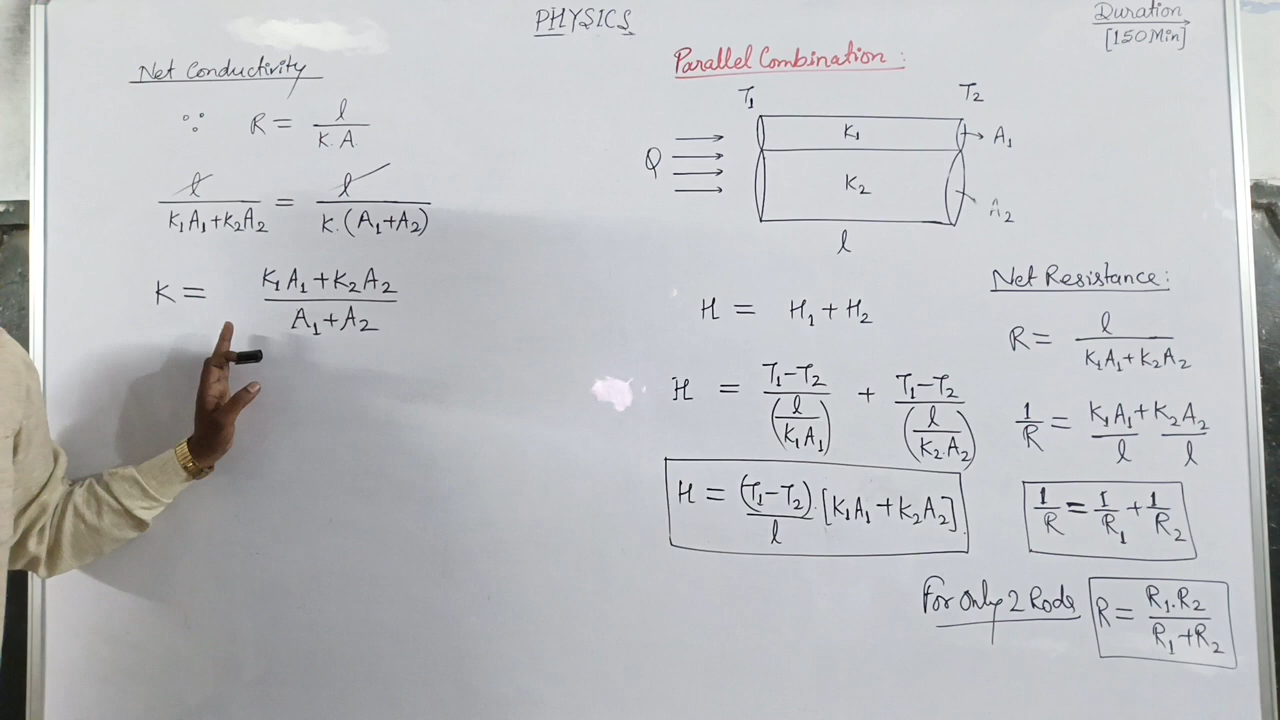 PHYSICS
Duration
[150 Min]
Net Conductivity
∵ R = l / K.A.
l / K₁A₁+K₂A₂ = l / K.(A₁+A₂)
K = K₁A₁+K₂A₂ / A₁+A₂
Parallel Combination:
T₁ T₂
Q K₁ A₁
K₂ A₂
l
H = H₁+H₂
H = T₁-T₂ / (l / K₁A₁) + T₁-T₂ / (l / K₂.A₂)
H = (T₁-T₂) / l . [K₁A₁+K₂A₂]
Net Resistance:
R = l / K₁A₁+K₂A₂
1/R = K₁A₁ / l + K₂A₂ / l
1/R = 1/R₁ + 1/R₂
For only 2 Rods R = R₁.R₂ / R₁+R₂